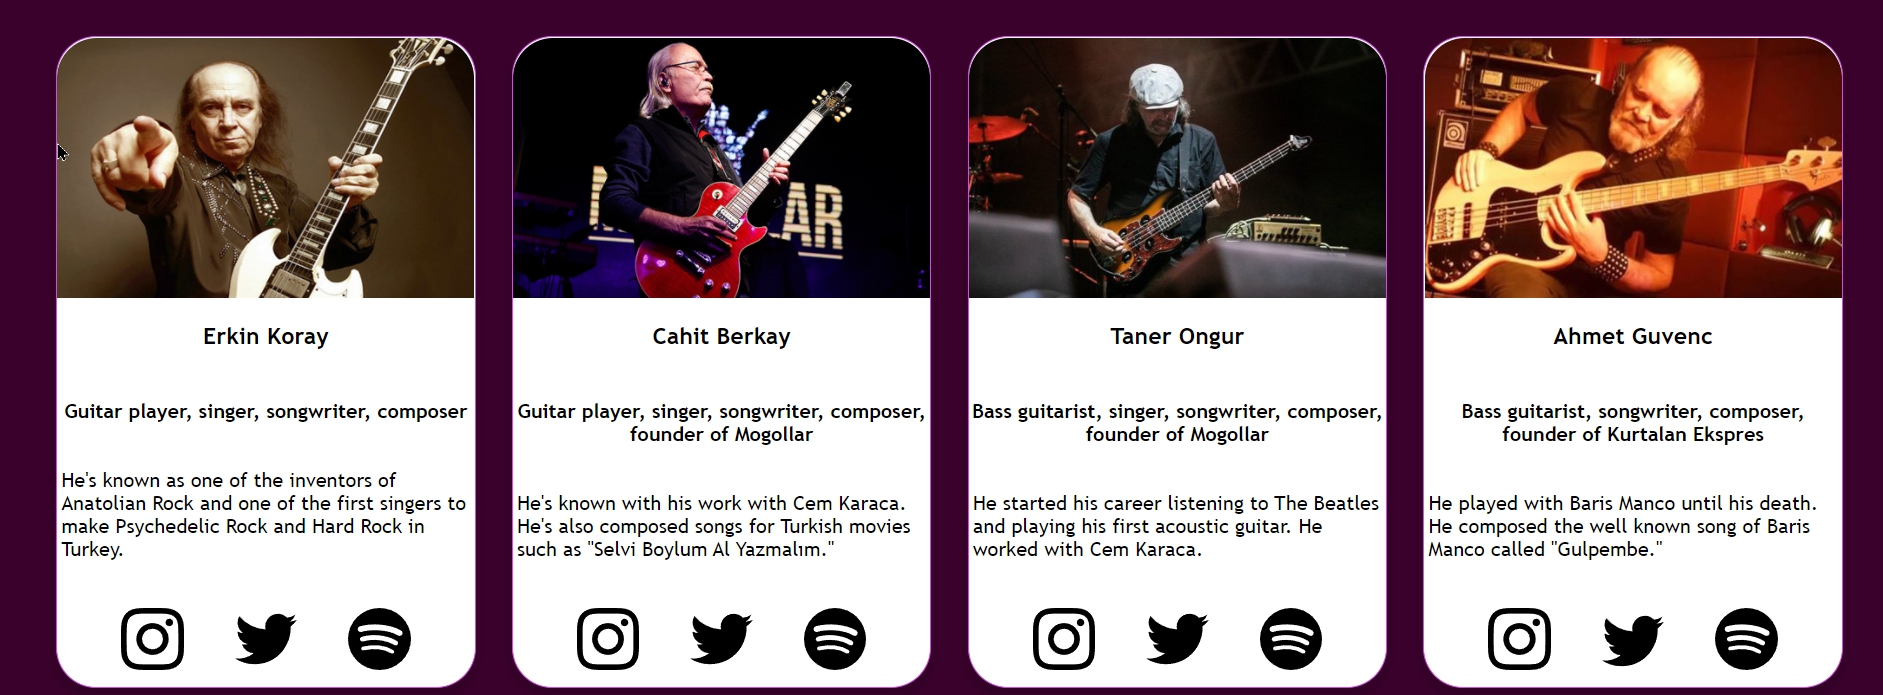 Erkin Koray
Guitar player, singer, songwriter, composer
He's known as one of the inventors of
Anatolian Rock and one of the first singers to
make Psychedelic Rock and Hard Rock in
Turkey.
Cahit Berkay
Guitar player, singer, songwriter, composer,
founder of Mogollar
He's known with his work with Cem Karaca.
He's also composed songs for Turkish movies
such as "Selvi Boylum Al Yazmalım."
Taner Ongur
Bass guitarist, singer, songwriter, composer,
founder of Mogollar
He started his career listening to The Beatles
and playing his first acoustic guitar. He
worked with Cem Karaca.
Ahmet Guvenc
Bass guitarist, songwriter, composer,
founder of Kurtalan Ekspres
He played with Baris Manco until his death.
He composed the well known song of Baris
Manco called "Gulpembe."